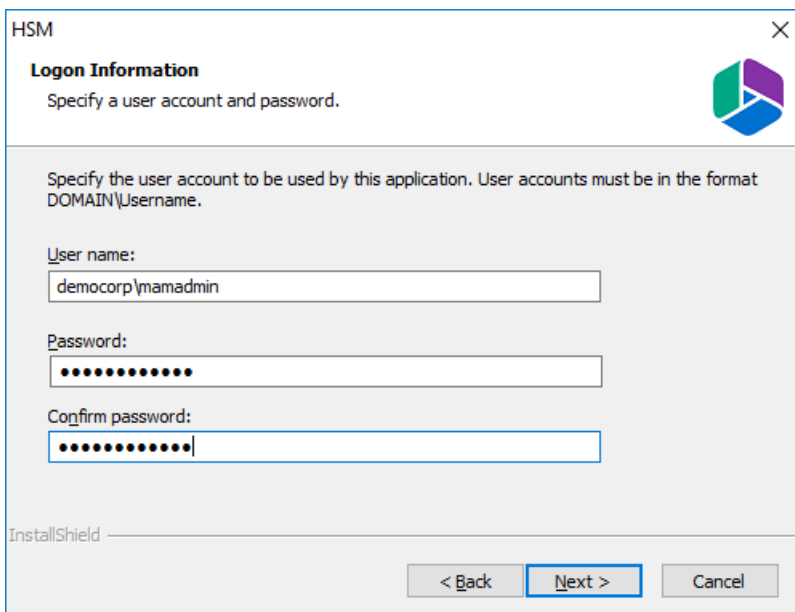 HSM
Logon Information
Specify a user account and password.
Specify the user account to be used by this application. User accounts must be in the format
DOMAIN\Username.
User name:
democorp\mamadmin
Password:
●●●●●●●●●●●●
Confirm password:
●●●●●●●●●●●●
InstallShield
< Back
Next >
Cancel